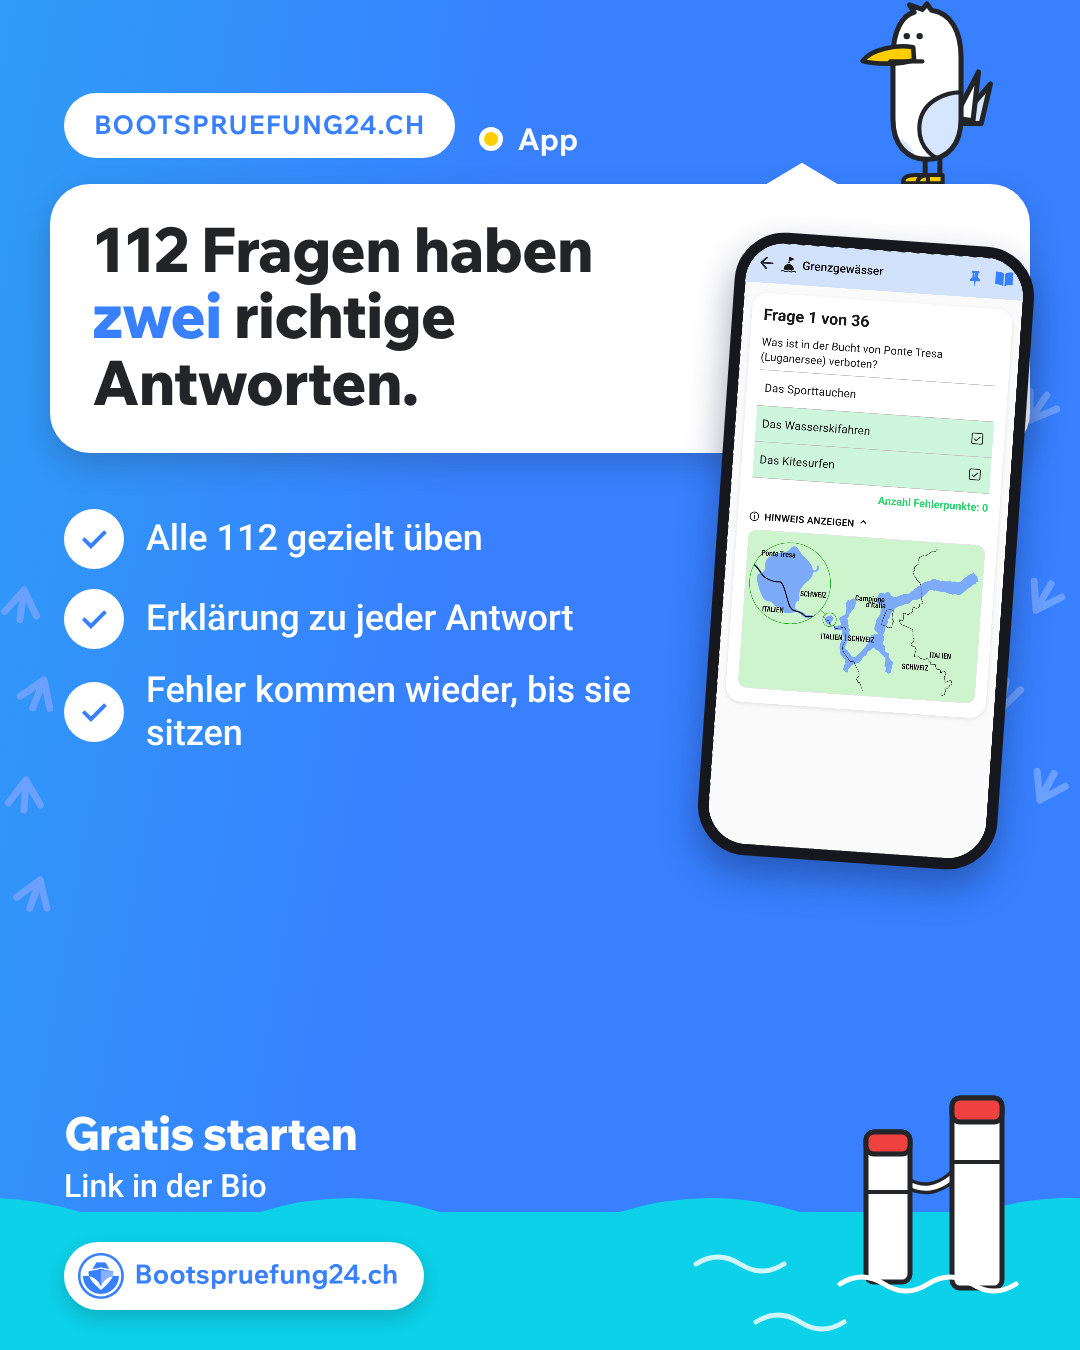 BOOTSPRUEFUNG24.CH
App
112 Fragen haben
zwei richtige
Antworten.
Alle 112 gezielt üben
Erklärung zu jeder Antwort
Fehler kommen wieder, bis sie
sitzen
Grenzgewässer
Frage 1 von 36
Was ist in der Bucht von Ponte Tresa
(Luganersee) verboten?
Das Sporttauchen
Das Wasserskifahren
Das Kitesurfen
Anzahl Fehlerpunkte: 0
HINWEIS ANZEIGEN
Ponte Tresa
SCHWEIZ
ITALIEN
Campione
d'Italia
ITALIEN SCHWEIZ
ITALIEN
SCHWEIZ
Gratis starten
Link in der Bio
Bootspruefung24.ch